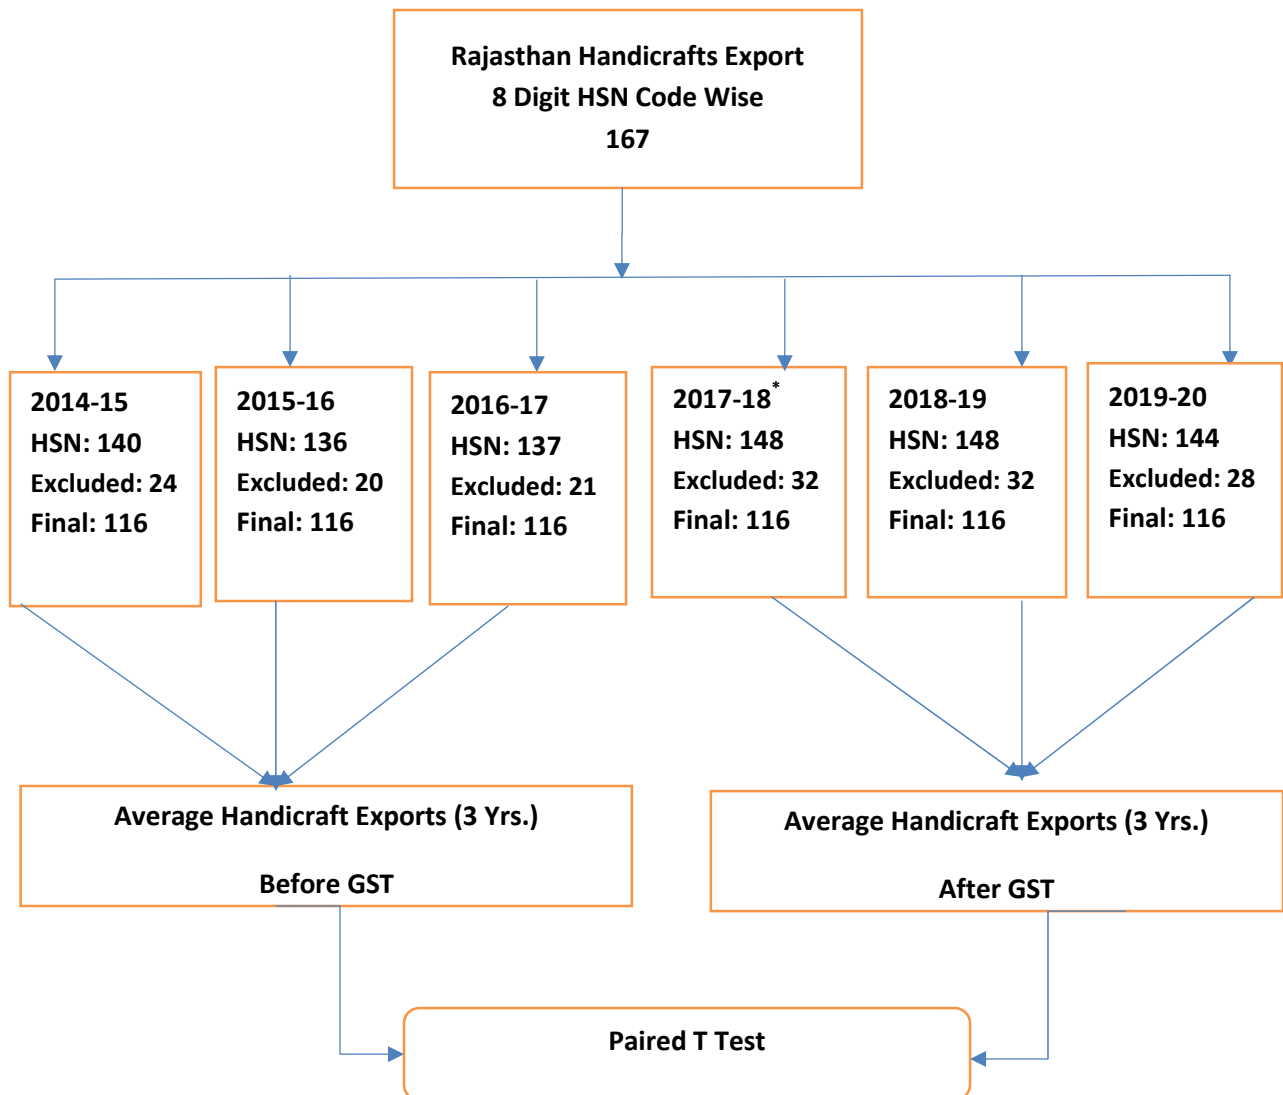 Rajasthan Handicrafts Export
8 Digit HSN Code Wise
167
2014-15
HSN: 140
Excluded: 24
Final: 116
2015-16
HSN: 136
Excluded: 20
Final: 116
2016-17
HSN: 137
Excluded: 21
Final: 116
2017-18*
HSN: 148
Excluded: 32
Final: 116
2018-19
HSN: 148
Excluded: 32
Final: 116
2019-20
HSN: 144
Excluded: 28
Final: 116
Average Handicraft Exports (3 Yrs.)
Before GST
Average Handicraft Exports (3 Yrs.)
After GST
Paired T Test